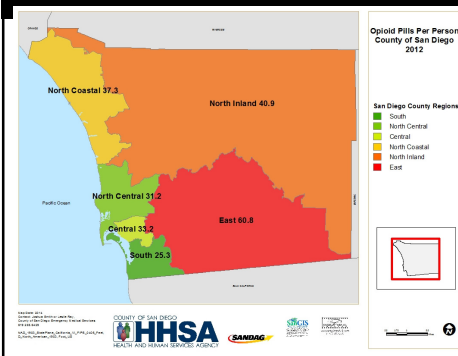 Opioid Pills Per Person
County of San Diego
2012
North Coastal 37.3
North Inland 40.9
San Diego County Regions
South
North Central
Central
North Coastal
North Inland
East
North Central 31.2
Pacific Ocean
East 60.8
Central 33.2
South 25.3
COUNTY OF SAN DIEGO
HHSA
HEALTH AND HUMAN SERVICES AGENCY
SANDAG
SanGIS